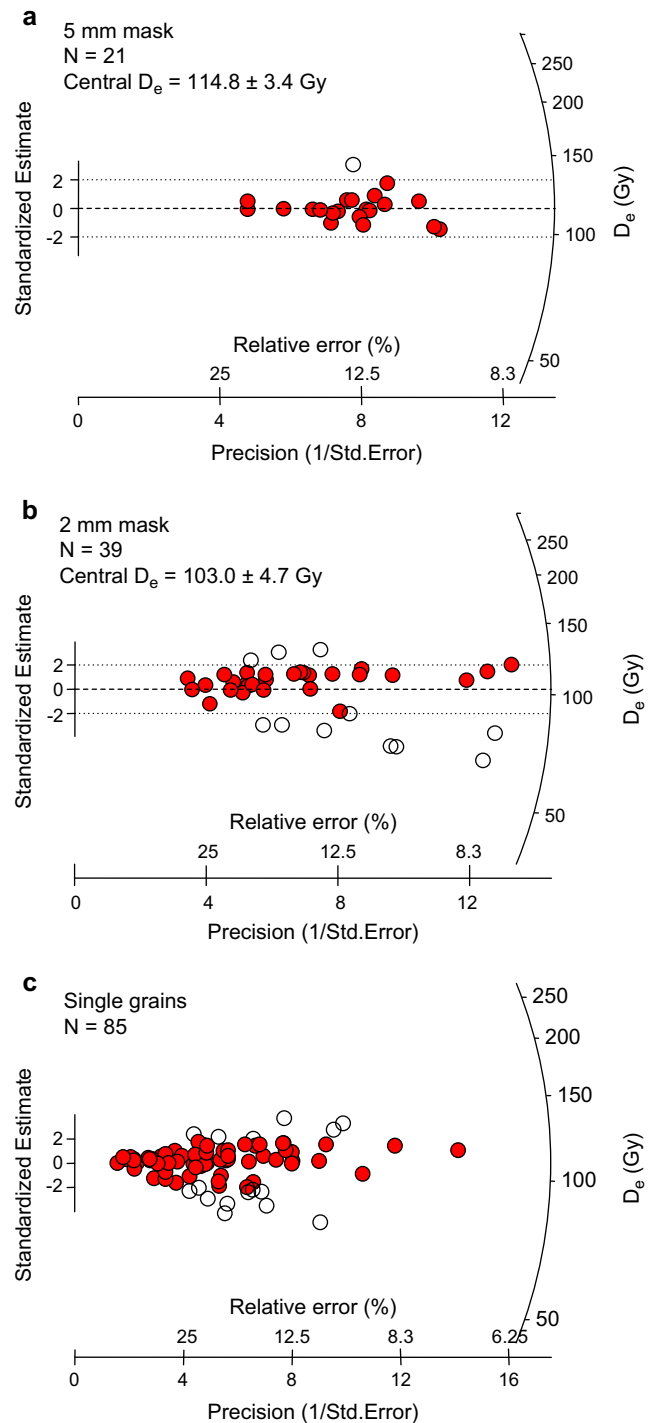 a
5 mm mask
N = 21
Central De = 114.8 ± 3.4 Gy
250
200
150
100
50
De (Gy)
Standardized Estimate
2
0
-2
Relative error (%)
25 12.5 8.3
0 4 8 12
Precision (1/Std.Error)
b
2 mm mask
N = 39
Central De = 103.0 ± 4.7 Gy
250
200
150
100
50
De (Gy)
Standardized Estimate
2
0
-2
Relative error (%)
25 12.5 8.3
0 4 8 12
Precision (1/Std.Error)
c
Single grains
N = 85
250
200
150
100
50
De (Gy)
Standardized Estimate
2
0
-2
Relative error (%)
25 12.5 8.3 6.25
0 4 8 12 16
Precision (1/Std.Error)